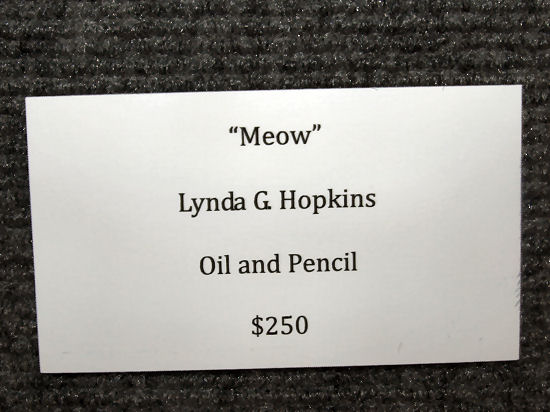 “Meow”
Lynda G. Hopkins
Oil and Pencil
$250